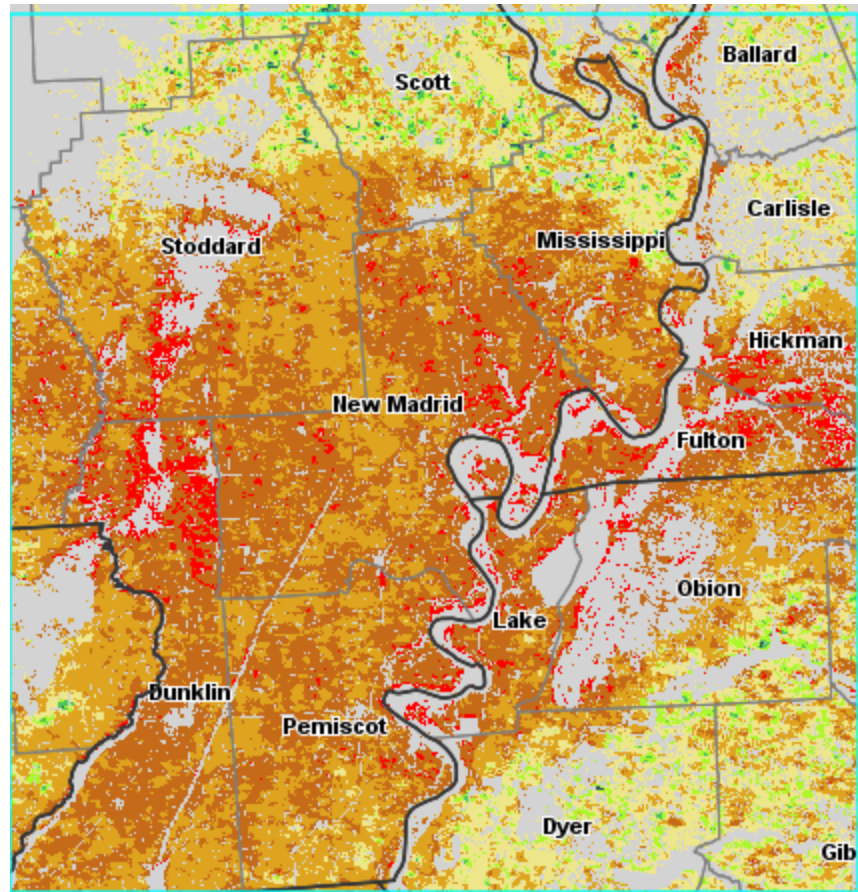 Ballard
Scott
Carlisle
Mississippi
Stoddard
Hickman
New Madrid
Fulton
Obion
Lake
Dunklin
Pemiscot
Dyer
Gib